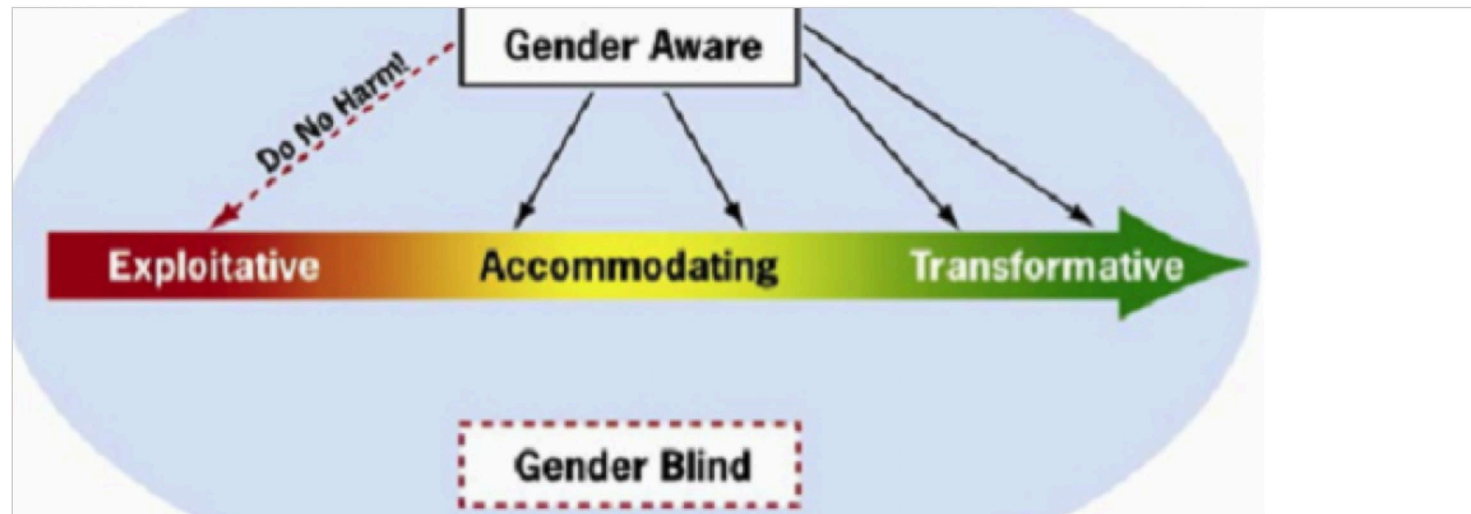 Gender Aware
Do No Harm!
Exploitative
Accommodating
Transformative
Gender Blind